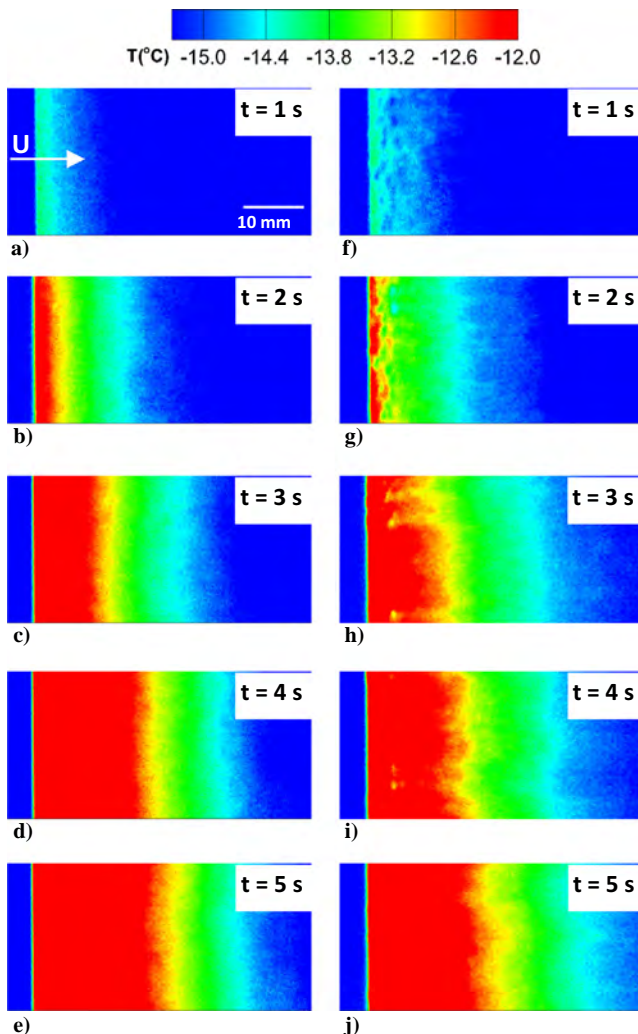 T(°C) -15.0 -14.4 -13.8 -13.2 -12.6 -12.0
t = 1 s
t = 1 s
U
10 mm
a)
f)
t = 2 s
t = 2 s
b)
g)
t = 3 s
t = 3 s
c)
h)
t = 4 s
t = 4 s
d)
i)
t = 5 s
t = 5 s
e)
j)